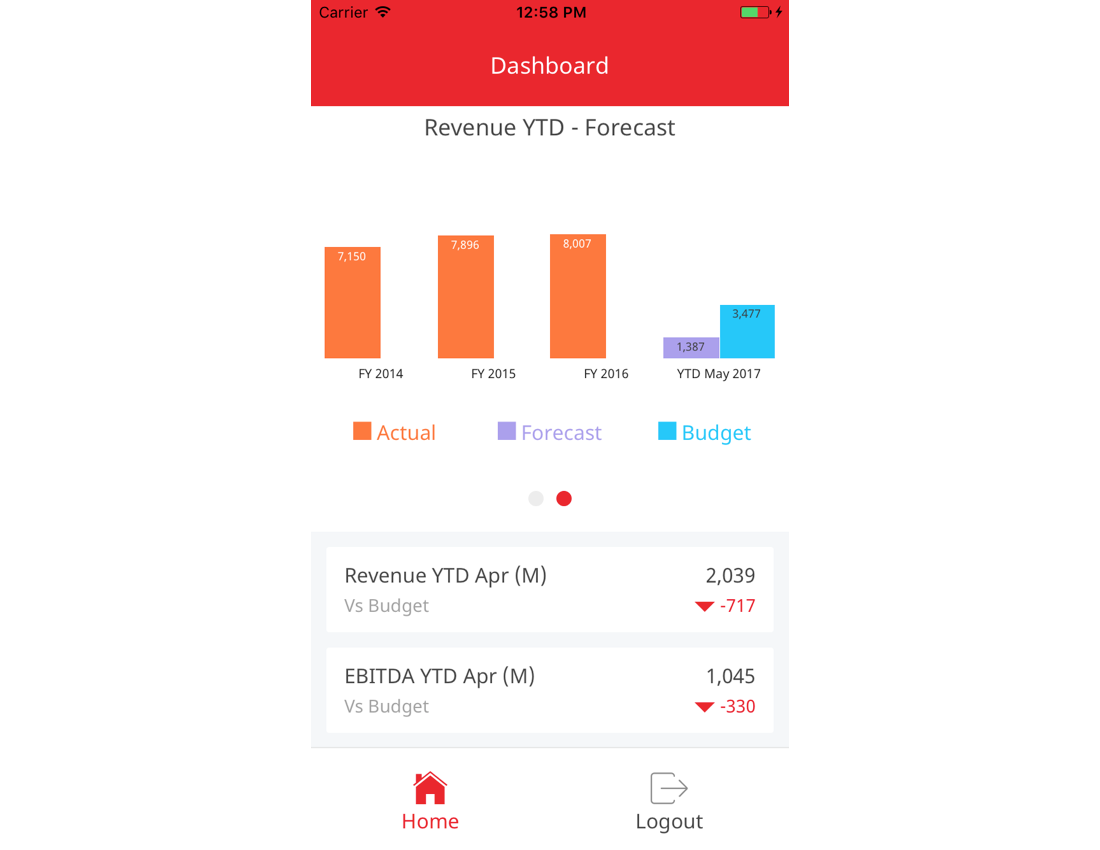 Carrier 12:58 PM
Dashboard
Revenue YTD - Forecast
7,150 7,896 8,007 1,387 3,477
FY 2014 FY 2015 FY 2016 YTD May 2017
Actual Forecast Budget
Revenue YTD Apr (M) 2,039
Vs Budget -717
EBITDA YTD Apr (M) 1,045
Vs Budget -330
Home Logout